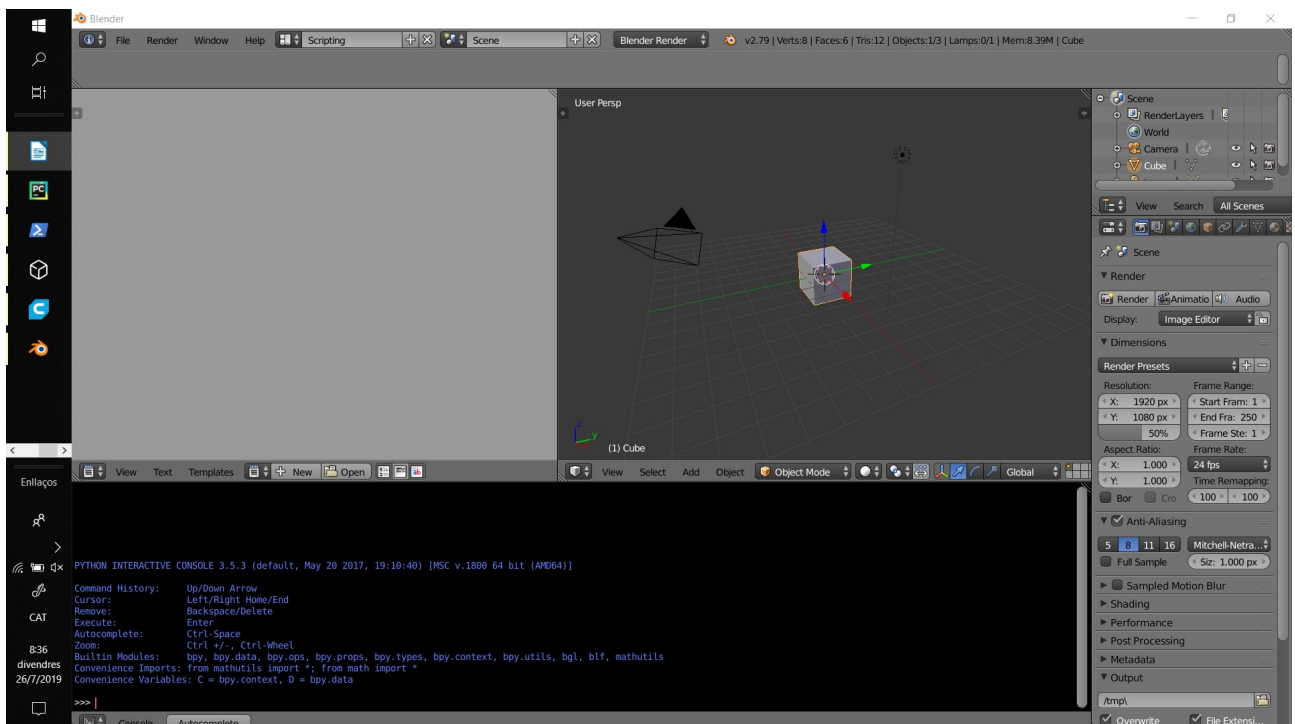 Blender
File Render Window Help Scripting Scene Blender Render v2.79 | Verts:8 | Faces:6 | Tris:12 | Objects:1/3 | Lamps:0/1 | Mem:8.39M | Cube
User Persp
(1) Cube
z
y
View Text Templates New Open
View Select Add Object Object Mode Global
PYTHON INTERACTIVE CONSOLE 3.5.3 (default, May 20 2017, 19:10:40) [MSC v.1800 64 bit (AMD64)]
Command History: Up/Down Arrow
Cursor: Left/Right Home/End
Remove: Backspace/Delete
Execute: Enter
Autocomplete: Ctrl-Space
Zoom: Ctrl +/-, Ctrl-Wheel
Builtin Modules: bpy, bpy.data, bpy.ops, bpy.props, bpy.types, bpy.context, bpy.utils, bgl, blf, mathutils
Convenience Imports: from mathutils import *; from math import *
Convenience Variables: C = bpy.context, D = bpy.data
>>>
Console Autocomplete
Scene
RenderLayers |
World
Camera |
Cube |
View Search All Scenes
Scene
Render
Render Animatio Audio
Display: Image Editor
Dimensions
Render Presets
Resolution: Frame Range:
X: 1920 px Start Fram: 1
Y: 1080 px End Fra: 250
50% Frame Ste: 1
Aspect Ratio: Frame Rate:
X: 1.000 24 fps
Y: 1.000 Time Remapping:
Bor Cro 100 100
Anti-Aliasing
5 8 11 16 Mitchell-Netra...
Full Sample Siz: 1.000 px
Sampled Motion Blur
Shading
Performance
Post Processing
Metadata
Output
/tmp\
Overwrite File Extensi...
PC
Enllaços
CAT
8:36
divendres
26/7/2019